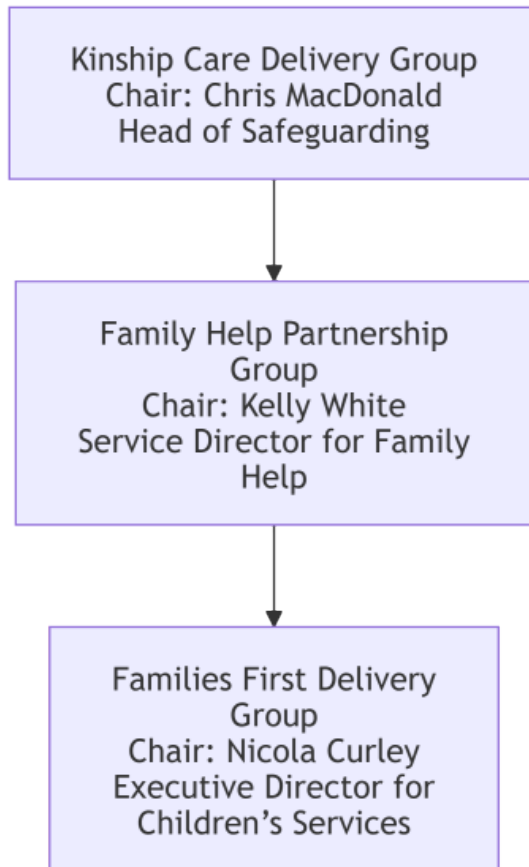 Kinship Care Delivery Group
Chair: Chris MacDonald
Head of Safeguarding
Family Help Partnership
Group
Chair: Kelly White
Service Director for Family
Help
Families First Delivery
Group
Chair: Nicola Curley
Executive Director for
Children’s Services